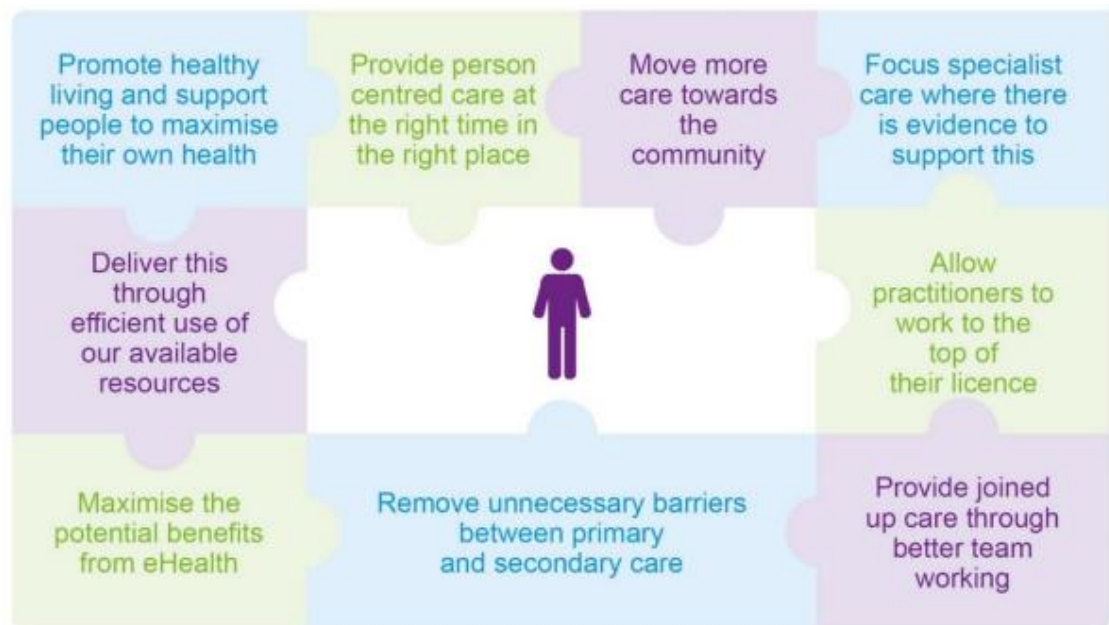 Promote healthy
living and support
people to maximise
their own health
Provide person
centred care at
the right time in
the right place
Move more
care towards
the
community
Focus specialist
care where there
is evidence to
support this
Deliver this
through
efficient use of
our available
resources
Allow
practitioners to
work to the
top of
their licence
Maximise the
potential benefits
from eHealth
Remove unnecessary barriers
between primary
and secondary care
Provide joined
up care through
better team
working